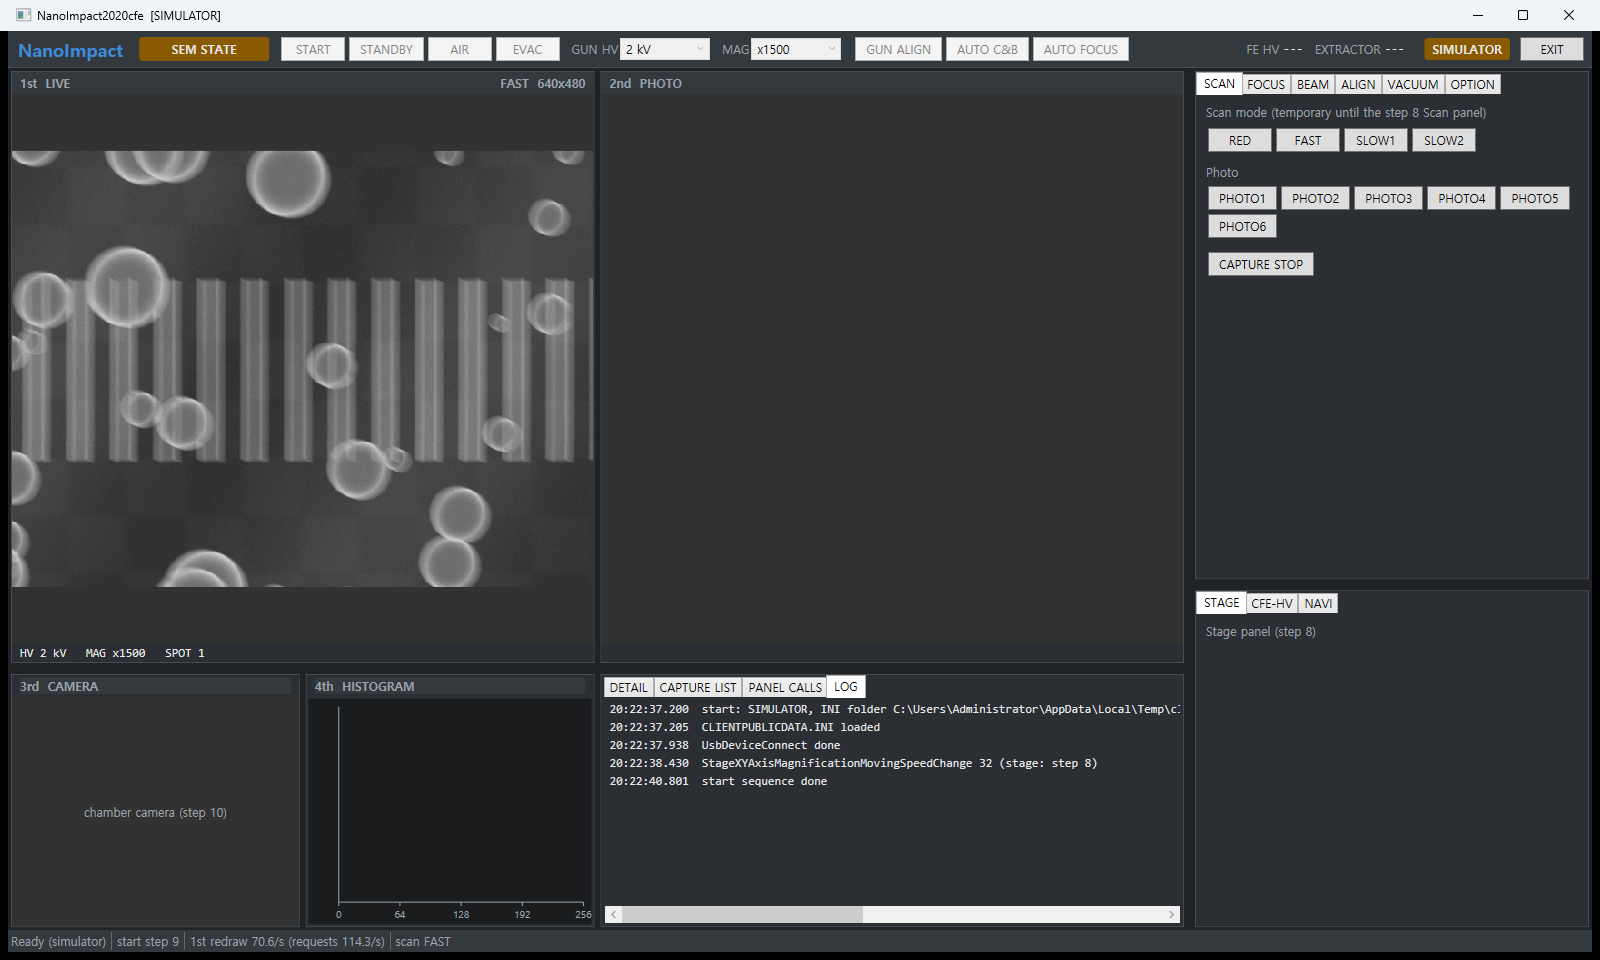 NanoImpact2020cfe [SIMULATOR]
NanoImpact SEM STATE START STANDBY AIR EVAC GUN HV 2 kV MAG x1500 GUN ALIGN AUTO C&B AUTO FOCUS FE HV --- EXTRACTOR --- SIMULATOR EXIT
1st LIVE FAST 640x480
2nd PHOTO
HV 2 kV MAG x1500 SPOT 1
SCAN FOCUS BEAM ALIGN VACUUM OPTION
Scan mode (temporary until the step 8 Scan panel)
RED FAST SLOW1 SLOW2
Photo
PHOTO1 PHOTO2 PHOTO3 PHOTO4 PHOTO5
PHOTO6
CAPTURE STOP
STAGE CFE-HV NAVI
Stage panel (step 8)
3rd CAMERA
chamber camera (step 10)
4th HISTOGRAM
0 64 128 192 256
DETAIL CAPTURE LIST PANEL CALLS LOG
20:22:37.200 start: SIMULATOR, INI folder C:\Users\Administrator\AppData\Local\Temp\
20:22:37.205 CLIENTPUBLICDATA.INI loaded
20:22:37.938 UsbDeviceConnect done
20:22:38.430 StageXYAxisMagnificationMovingSpeedChange 32 (stage: step 8)
20:22:40.801 start sequence done
Ready (simulator) start step 9 1st redraw 70.6/s (requests 114.3/s) scan FAST